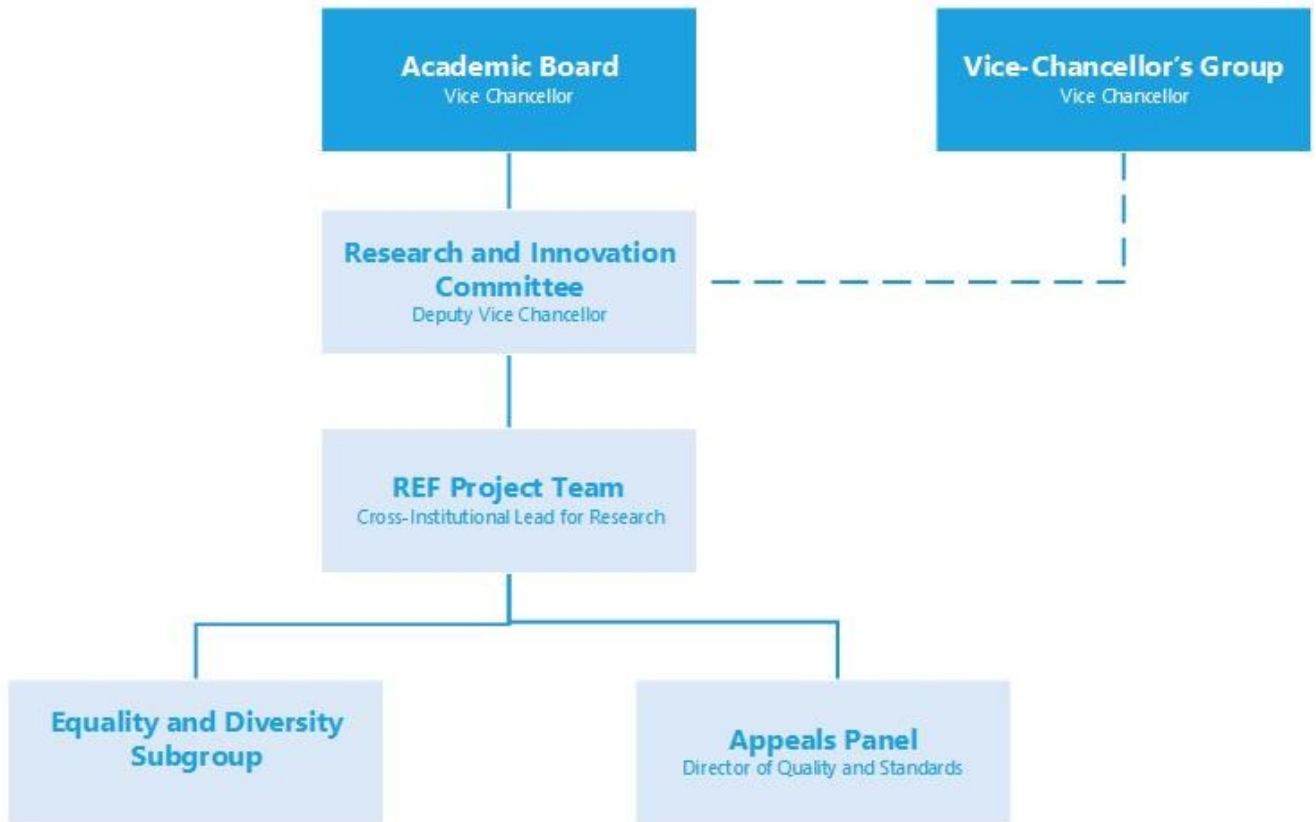 Academic Board
Vice Chancellor
Vice-Chancellor's Group
Vice Chancellor
Research and Innovation
Committee
Deputy Vice Chancellor
REF Project Team
Cross-Institutional Lead for Research
Equality and Diversity
Subgroup
Appeals Panel
Director of Quality and Standards